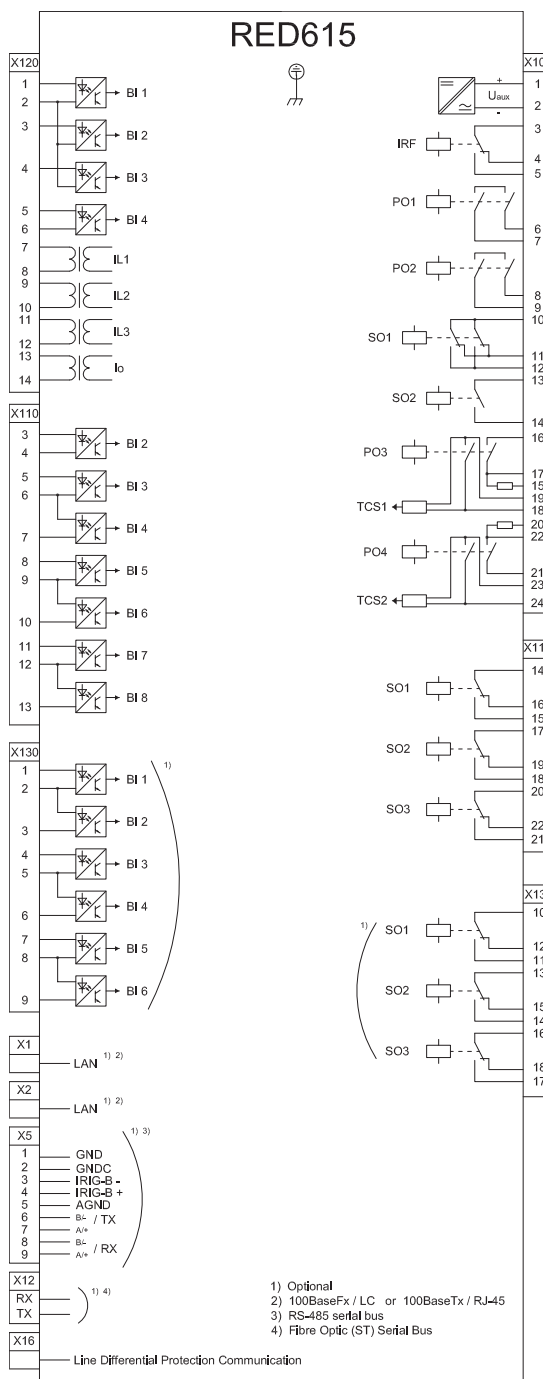 RED615
X120
1
2
BI 1
3
BI 2
4
BI 3
5
6
BI 4
7
8
IL1
9
10
IL2
11
12
IL3
13
14
Io
X110
3
4
BI 2
5
6
BI 3
7
BI 4
8
9
BI 5
10
BI 6
11
12
BI 7
13
BI 8
X130
1
2
BI 1
3
BI 2
4
5
BI 3
6
BI 4
7
8
BI 5
9
BI 6
1)
X1
LAN 1) 2)
X2
LAN 1) 2)
X5
1) 3)
1 GND
2 GNDC
3 IRIG-B -
4 IRIG-B +
5 AGND
6 B/-
/ TX
7 A/+
8 B/-
/ RX
9 A/+
X12
RX
TX
1) 4)
X16
Line Differential Protection Communication
X10
+
1
Uaux
2
-
IRF
3
4
5
PO1
6
7
PO2
8
9
SO1
10
11
12
SO2
13
14
PO3
16
17
15
19
TCS1
18
20
PO4
22
21
23
TCS2
24
X11
SO1
14
16
15
SO2
17
19
18
SO3
20
22
21
X13
1)
SO1
10
12
11
SO2
13
15
14
SO3
16
18
17
1) Optional
2) 100BaseFx / LC or 100BaseTx / RJ-45
3) RS-485 serial bus
4) Fibre Optic (ST) Serial Bus